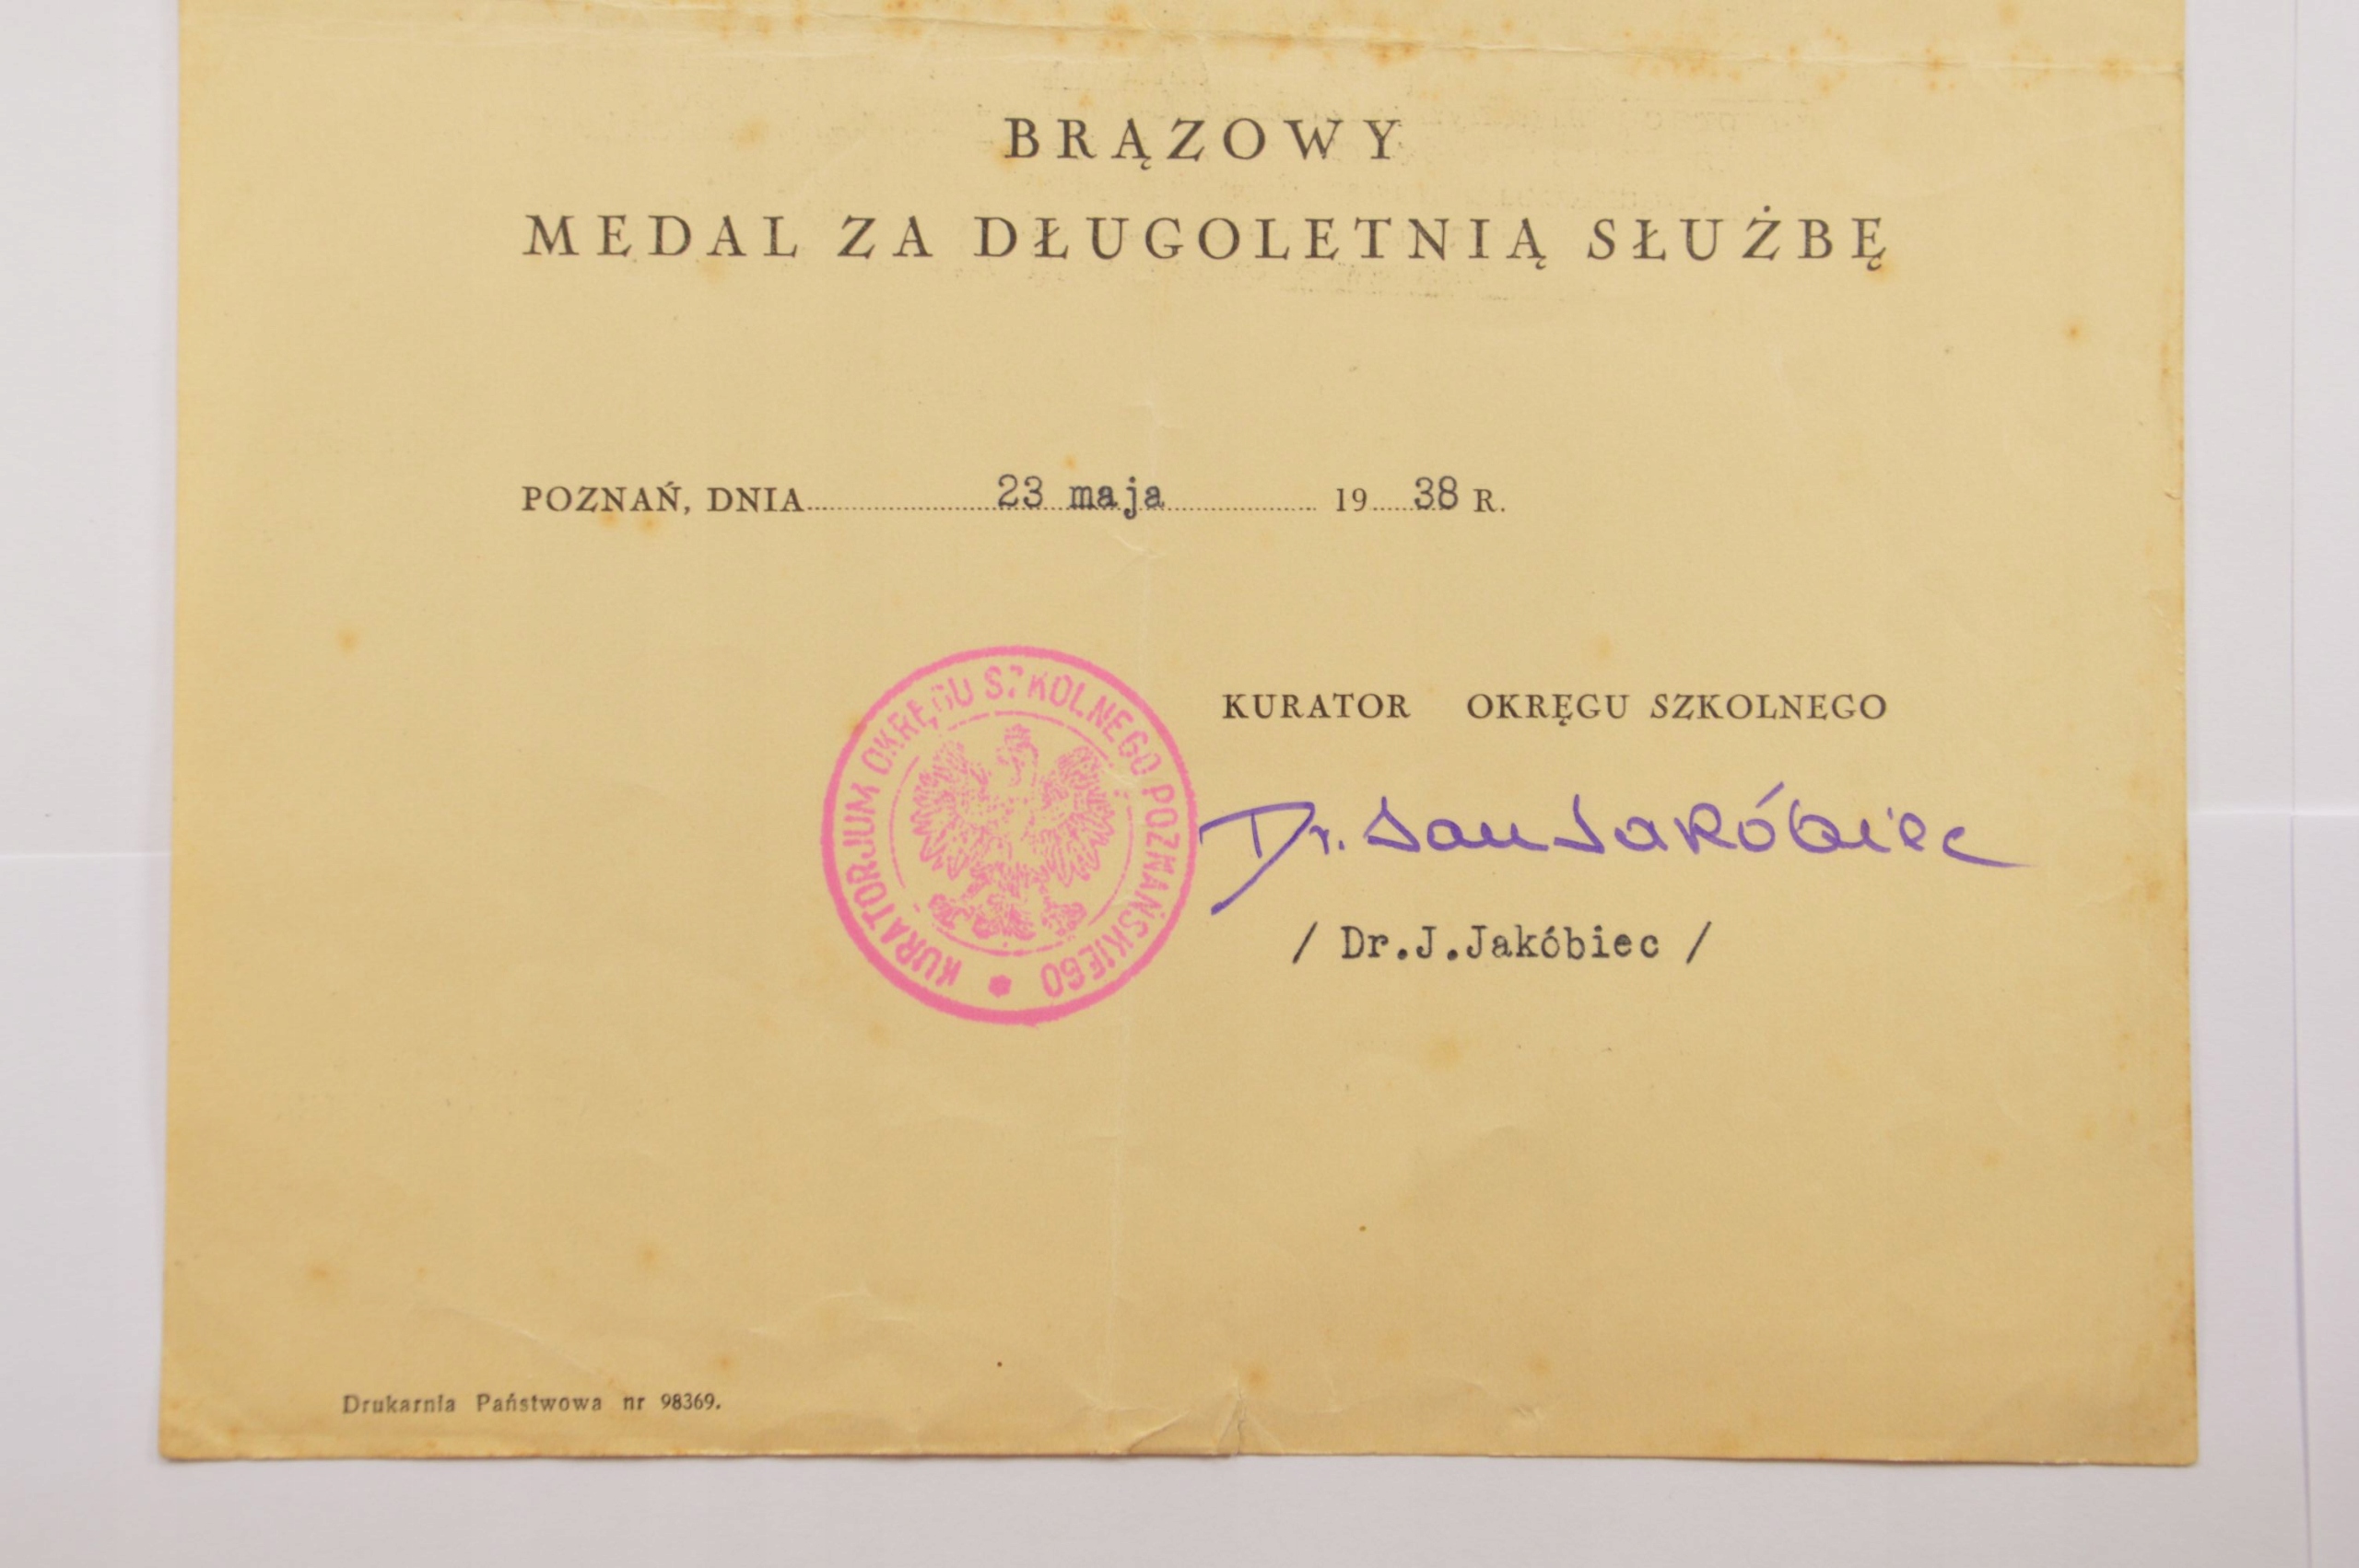 BRĄZOWY
MEDAL ZA DŁUGOLETNIĄ SŁUŻBĘ
POZNAŃ, DNIA 23 maja 19 38 R.
KURATORJUM OKRĘGU SZKOLNEGO POZNAŃSKIEGO
KURATOR OKRĘGU SZKOLNEGO
Dr. Jan Jakóbiec
/ Dr.J.Jakóbiec /
Drukarnia Państwowa nr 98369.